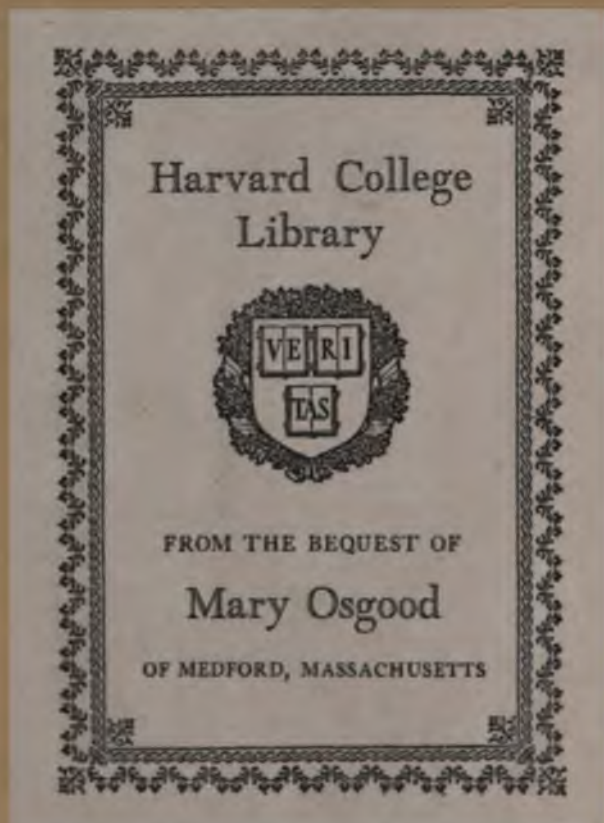 Harvard College
Library
VE RI
TAS
FROM THE BEQUEST OF
Mary Osgood
OF MEDFORD, MASSACHUSETTS